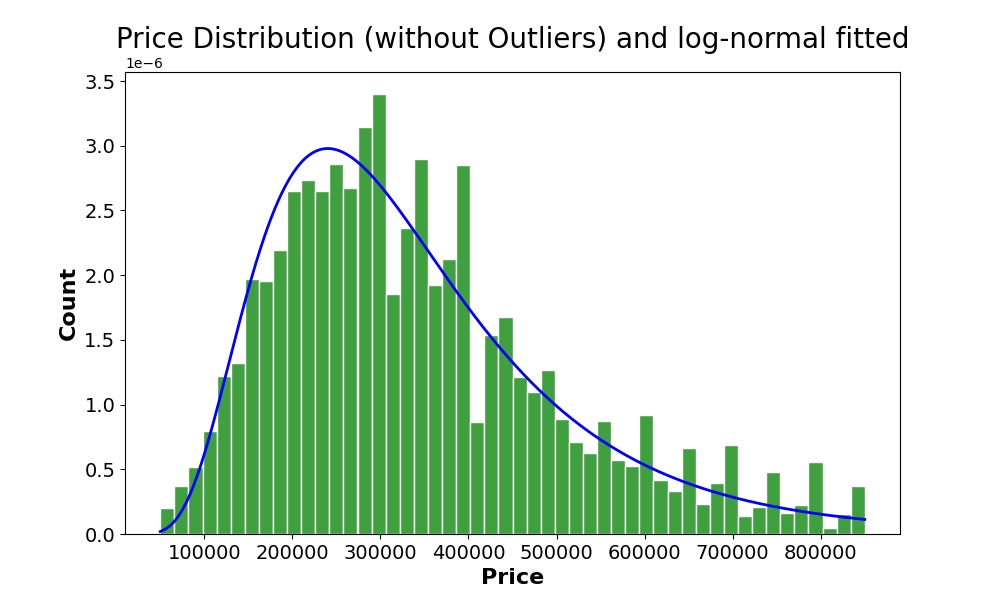 Price Distribution (without Outliers) and log-normal fitted
1e−6
3.5
3.0
2.5
2.0
1.5
1.0
0.5
0.0
Count
100000 200000 300000 400000 500000 600000 700000 800000
Price